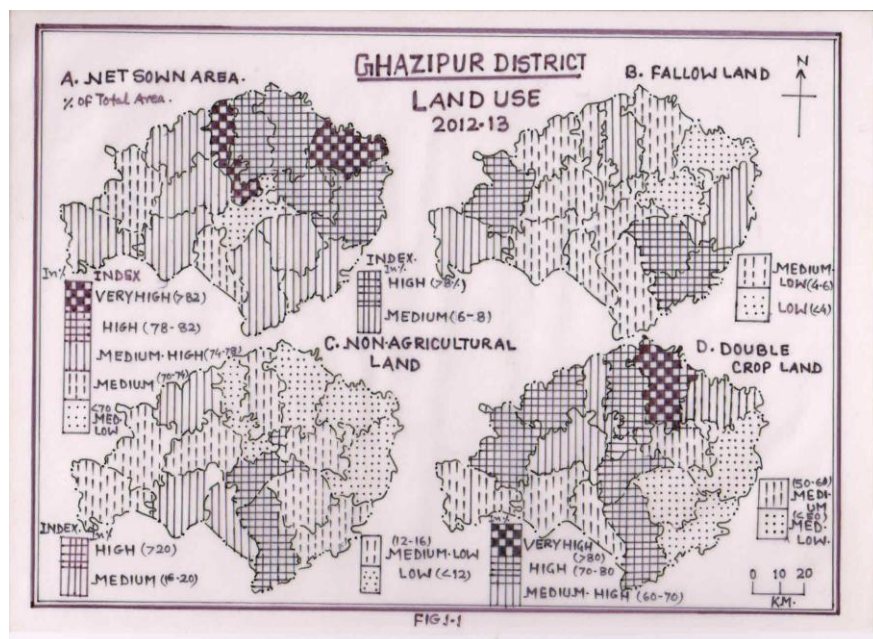 GHAZIPUR DISTRICT
LAND USE
2012-13
A. NET SOWN AREA.
% of Total Area.
B. FALLOW LAND
N
In%
INDEX
VERY HIGH (>82)
HIGH (78-82)
MEDIUM-HIGH (74-78)
MEDIUM (70-74)
<70
MED-
LOW
INDEX.
In%
HIGH (>8%)
MEDIUM (6-8)
MEDIUM-
LOW (4-6)
LOW (<4)
C. NON-AGRICULTURAL
LAND
D. DOUBLE
CROP LAND
INDEX.
In%
HIGH (>20)
MEDIUM (16-20)
(12-16)
MEDIUM-LOW
LOW (<12)
In%
VERY HIGH
(>80)
HIGH (70-80
MEDIUM-HIGH (60-70)
MEDI-
UM
MED-
LOW.
0 10 20
KM.
FIG 1-1